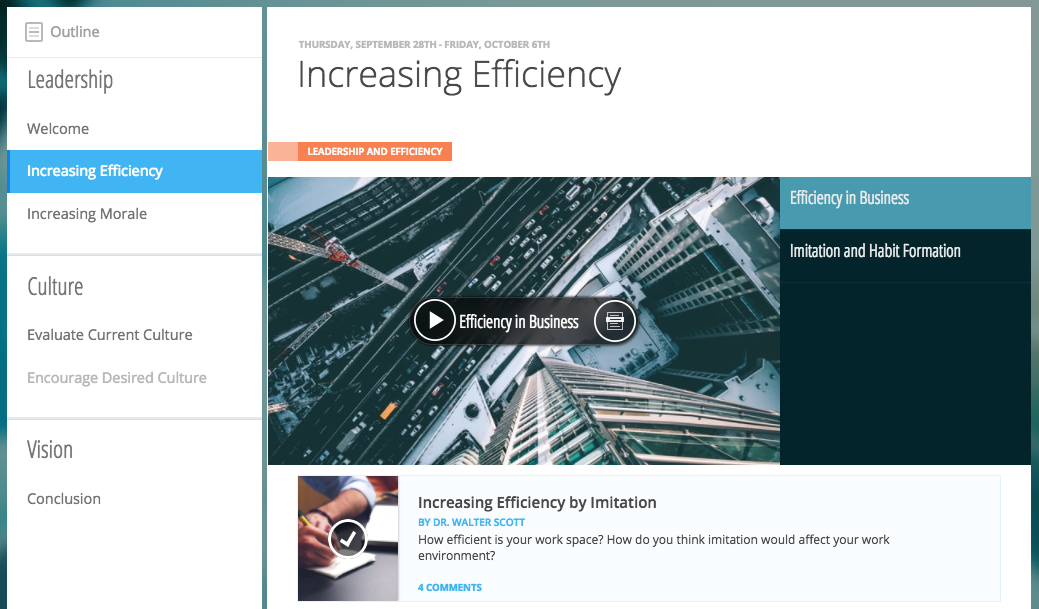 Outline
Leadership
Welcome
Increasing Efficiency
Increasing Morale
Culture
Evaluate Current Culture
Encourage Desired Culture
Vision
Conclusion
THURSDAY, SEPTEMBER 28TH - FRIDAY, OCTOBER 6TH
Increasing Efficiency
LEADERSHIP AND EFFICIENCY
Efficiency in Business
Efficiency in Business
Imitation and Habit Formation
Increasing Efficiency by Imitation
BY DR. WALTER SCOTT
How efficient is your work space? How do you think imitation would affect your work
environment?
4 COMMENTS